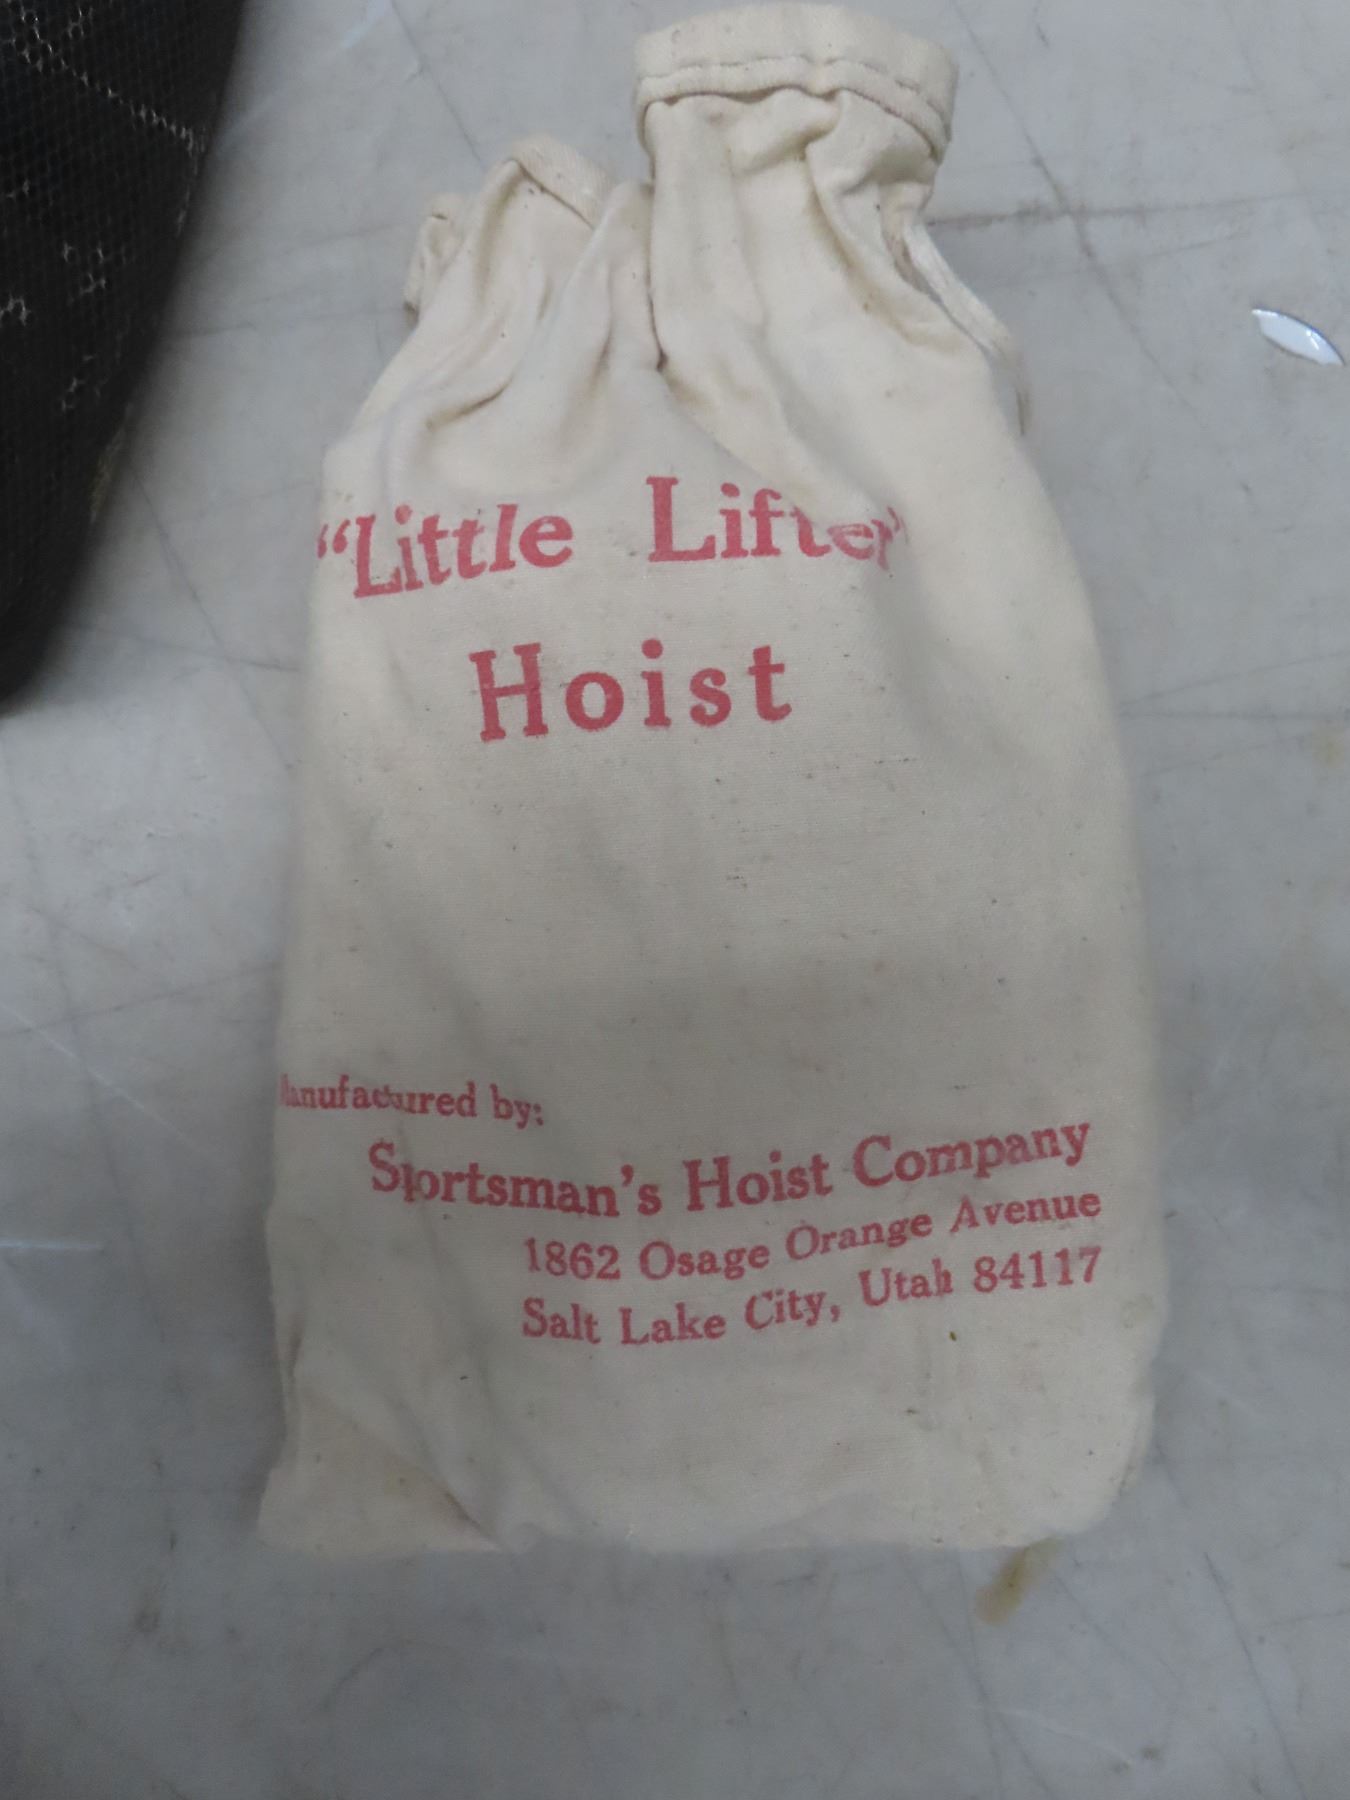 "Little Lifter"
Hoist
Manufactured by:
Sportsman's Hoist Company
1862 Osage Orange Avenue
Salt Lake City, Utah 84117